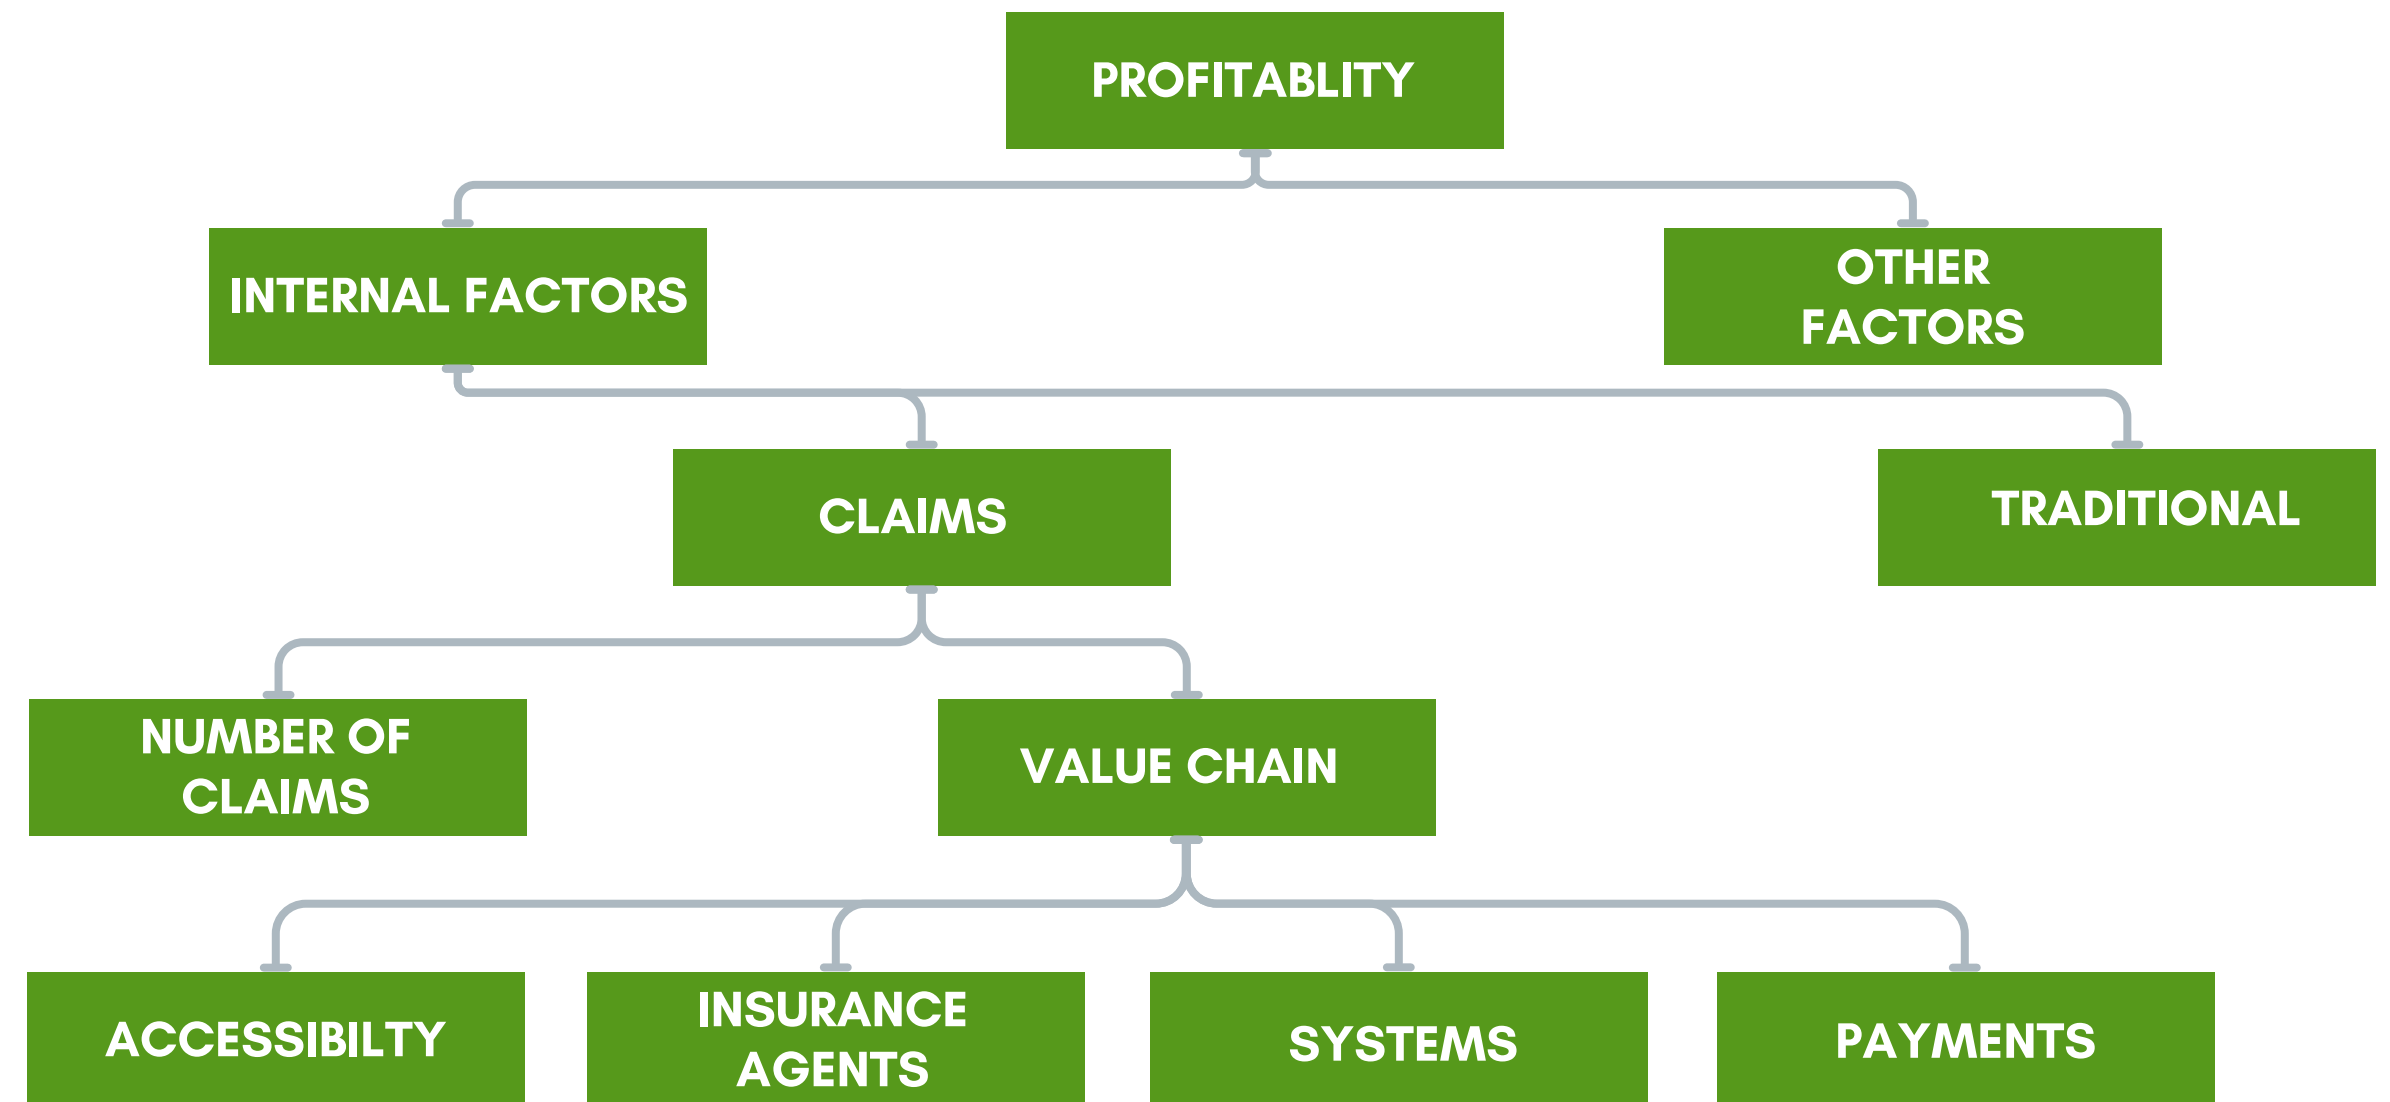 PROFITABLITY
INTERNAL FACTORS
OTHER
FACTORS
CLAIMS
TRADITIONAL
NUMBER OF
CLAIMS
VALUE CHAIN
ACCESSIBILTY
INSURANCE
AGENTS
SYSTEMS
PAYMENTS